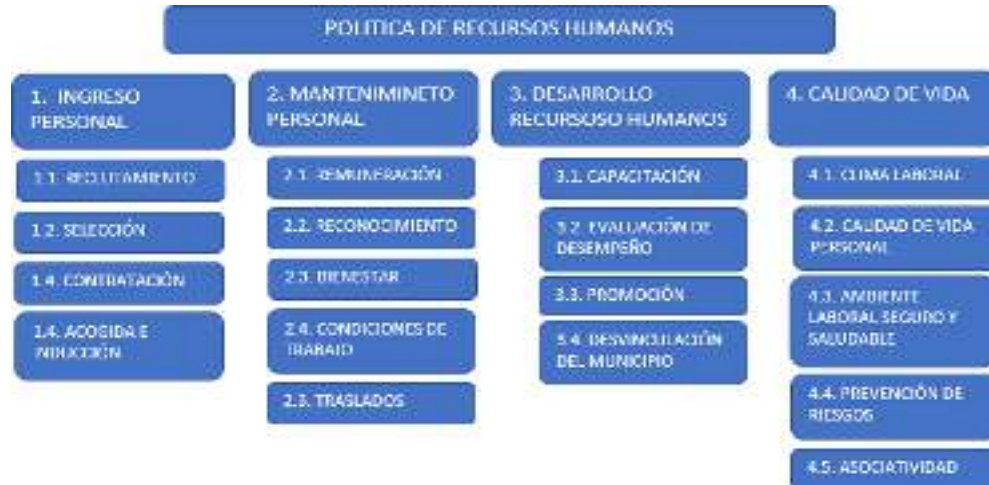 POLITICA DE RECURSOS HUMANOS
1. INGRESO
PERSONAL
1.1. RECLUTAMIENTO
1.2. SELECCIÓN
1.4. CONTRATACIÓN
1.4. ACOGIDA E
INDUCCIÓN
2. MANTENIMINETO
PERSONAL
2.1. REMUNERACIÓN
2.2. RECONOCIMIENTO
2.3. BIENESTAR
2.4. CONDICIONES DE
TRABAJO
2.3. TRASLADOS
3. DESARROLLO
RECURSOSO HUMANOS
3.1. CAPACITACIÓN
3.2. EVALUACIÓN DE
DESEMPEÑO
3.3. PROMOCIÓN
3.4. DESVINCULACIÓN
DEL MUNICIPIO
4. CALIDAD DE VIDA
4.1. CLIMA LABORAL
4.2. CALIDAD DE VIDA
PERSONAL
4.3. AMBIENTE
LABORAL SEGURO Y
SALUDABLE
4.4. PREVENCIÓN DE
RIESGOS
4.5. ASOCIATIVIDAD